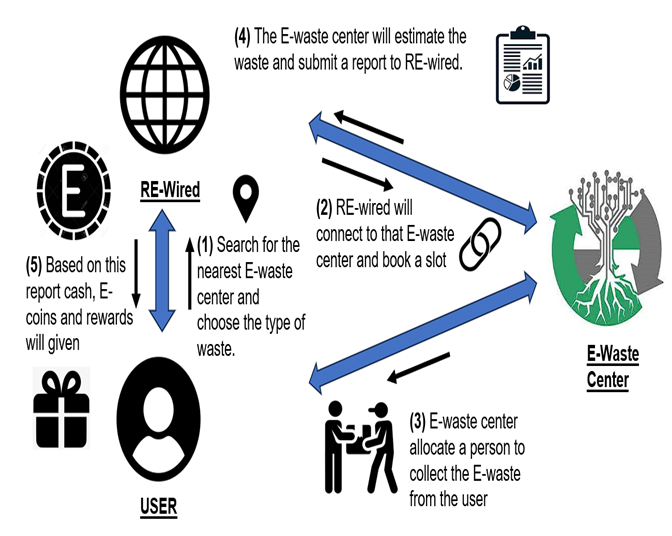 (4) The E-waste center will estimate the
waste and submit a report to RE-wired.
E
RE-Wired
(1) Search for the
nearest E-waste
center and
choose the type of
waste.
(2) RE-wired will
connect to that E-waste
center and book a slot
(5) Based on this
report cash, E-
coins and rewards
will given
E-Waste
Center
(3) E-waste center
allocate a person to
collect the E-waste
from the user
USER